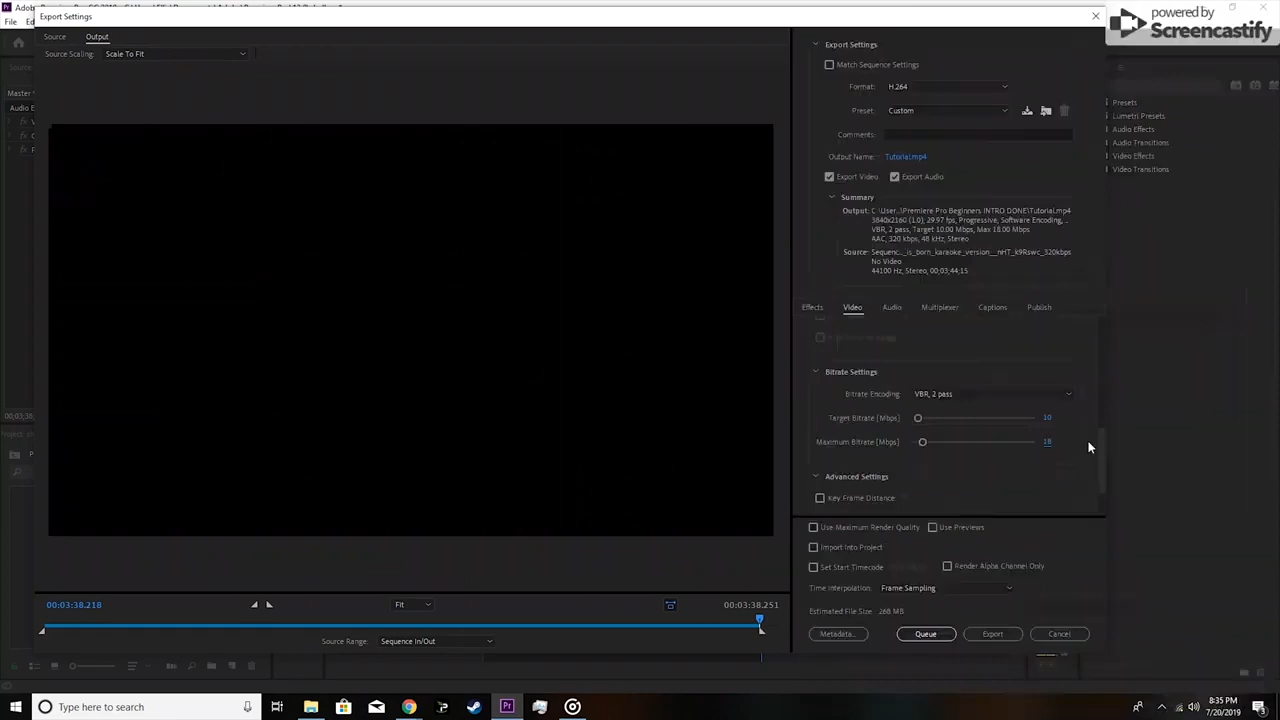 Export Settings
powered by
Screencastify
File
Source
Output
Source Scaling: Scale To Fit
Export Settings
Match Sequence Settings
Format: H.264
Preset: Custom
Comments:
Output Name: Tutorial.mp4
Export Video
Export Audio
Summary
Output: C:\User...\Premiere Pro Beginners INTRO DONE\Tutorial.mp4
3840x2160 (1.0), 29.97 fps, Progressive, Software Encoding, ...
VBR, 2 pass, Target 10.00 Mbps, Max 18.00 Mbps
AAC, 320 kbps, 48 kHz, Stereo
Source: Sequenc..._is_born_karaoke_version__nHT_k9Rswc_320kbps
No Video
44100 Hz, Stereo, 00;03;44;15
Effects
Video
Audio
Multiplexer
Captions
Publish
Bitrate Settings
Bitrate Encoding: VBR, 2 pass
Target Bitrate [Mbps] 10
Maximum Bitrate [Mbps] 18
Advanced Settings
Key Frame Distance:
Use Maximum Render Quality
Use Previews
Import Into Project
Set Start Timecode
Render Alpha Channel Only
Time Interpolation: Frame Sampling
Estimated File Size: 268 MB
Metadata...
Queue
Export
Cancel
00:03:38.218
Fit
00:03:38.251
Source Range: Sequence In/Out
Presets
Lumetri Presets
Audio Effects
Audio Transitions
Video Effects
Video Transitions
Source
Master
Audio E
Project:
Type here to search
8:35 PM
7/20/2019